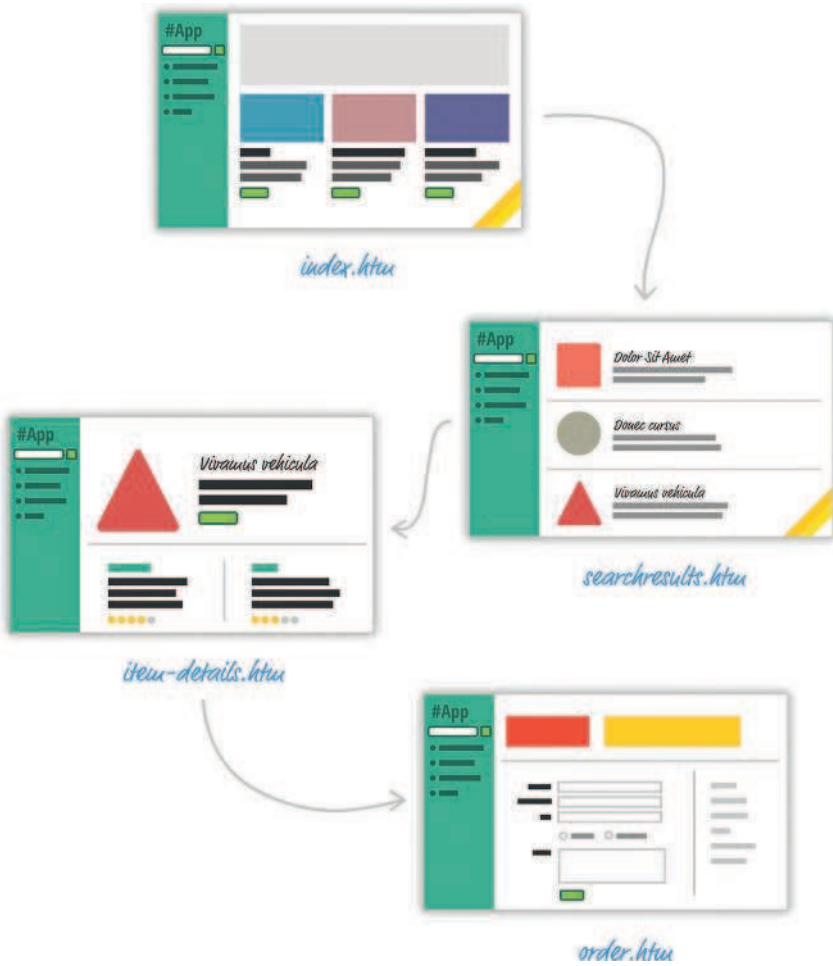 #App
index.htm
#App
Dolor Sit Amet
Donec cursus
Vivamus vehicula
searchresults.htm
#App
Vivamus vehicula
item-details.htm
#App
order.htm